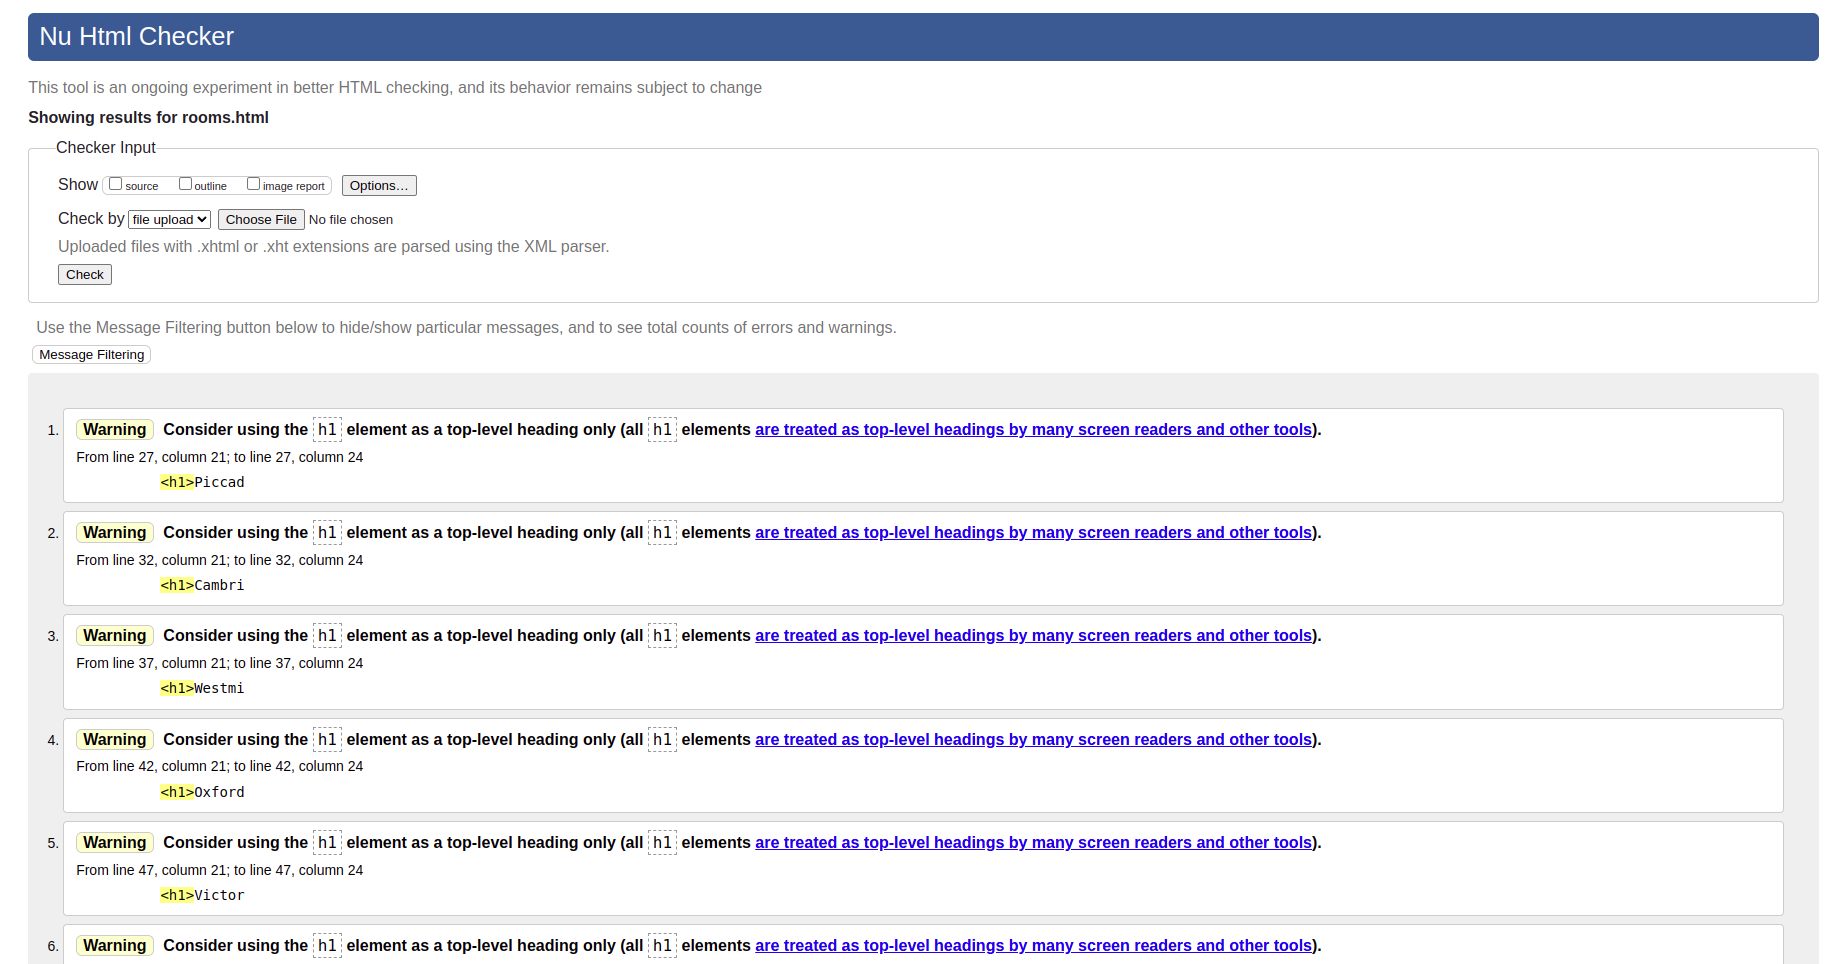 Nu Html Checker
This tool is an ongoing experiment in better HTML checking, and its behavior remains subject to change
Showing results for rooms.html
Checker Input
Show source outline image report Options…
Check by file upload Choose File No file chosen
Uploaded files with .xhtml or .xht extensions are parsed using the XML parser.
Check
Use the Message Filtering button below to hide/show particular messages, and to see total counts of errors and warnings.
Message Filtering
1. Warning Consider using the h1 element as a top-level heading only (all h1 elements are treated as top-level headings by many screen readers and other tools).
From line 27, column 21; to line 27, column 24
<h1>Piccad
2. Warning Consider using the h1 element as a top-level heading only (all h1 elements are treated as top-level headings by many screen readers and other tools).
From line 32, column 21; to line 32, column 24
<h1>Cambri
3. Warning Consider using the h1 element as a top-level heading only (all h1 elements are treated as top-level headings by many screen readers and other tools).
From line 37, column 21; to line 37, column 24
<h1>Westmi
4. Warning Consider using the h1 element as a top-level heading only (all h1 elements are treated as top-level headings by many screen readers and other tools).
From line 42, column 21; to line 42, column 24
<h1>Oxford
5. Warning Consider using the h1 element as a top-level heading only (all h1 elements are treated as top-level headings by many screen readers and other tools).
From line 47, column 21; to line 47, column 24
<h1>Victor
6. Warning Consider using the h1 element as a top-level heading only (all h1 elements are treated as top-level headings by many screen readers and other tools).